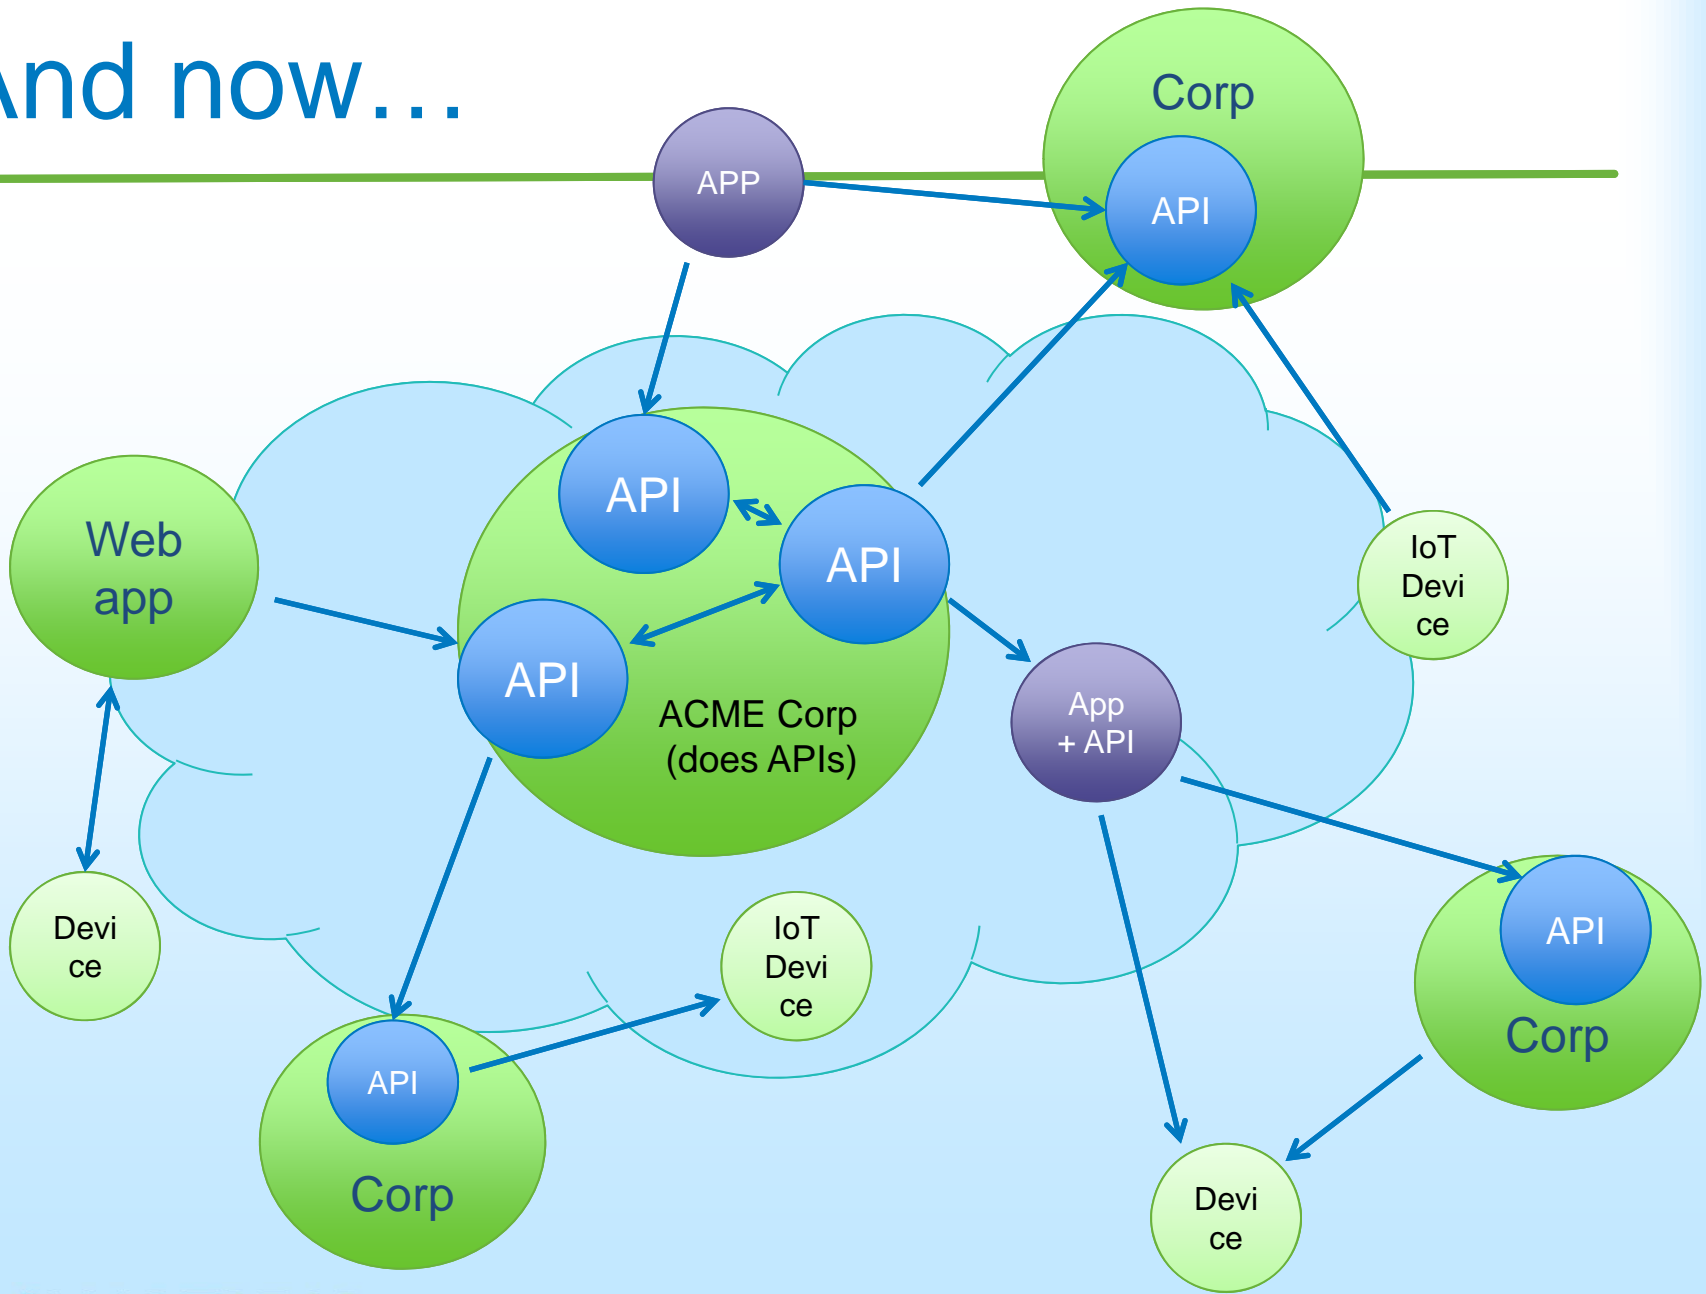 And now...
Corp
APP
API
API
Web
app
API
API
IoT
Devi
ce
ACME Corp
(does APIs)
App
+ API
Devi
ce
IoT
Devi
ce
API
Corp
API
Corp
Devi
ce